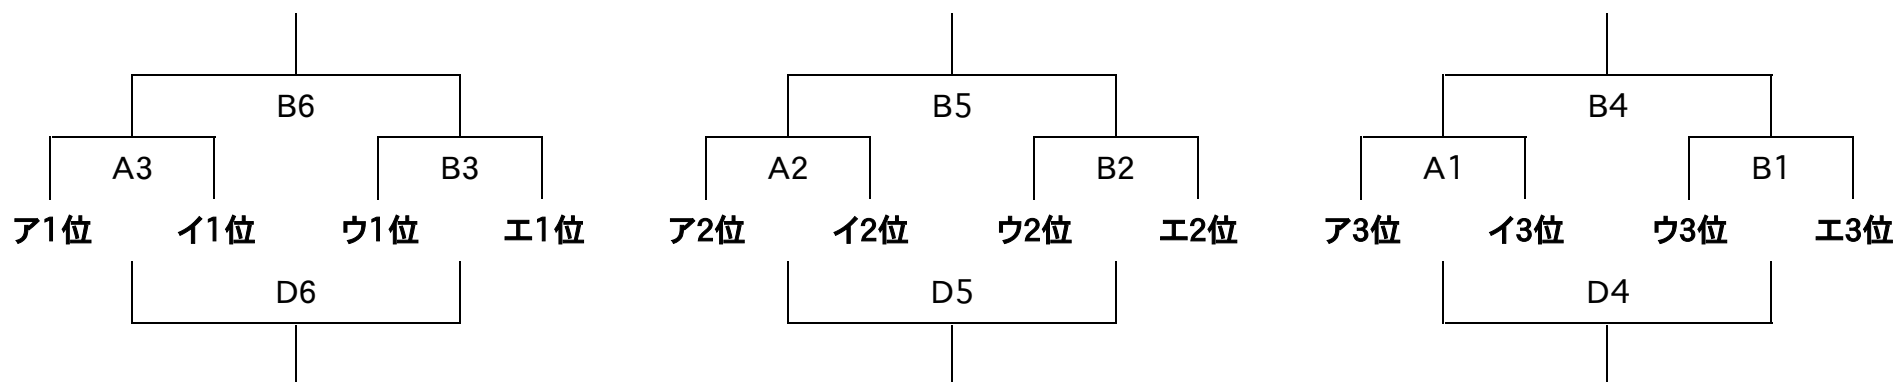 B6 B5 B4
A3 B3 A2 B2 A1 B1
ア1位 イ1位 ウ1位 エ1位 ア2位 イ2位 ウ2位 エ2位 ア3位 イ3位 ウ3位 エ3位
D6 D5 D4